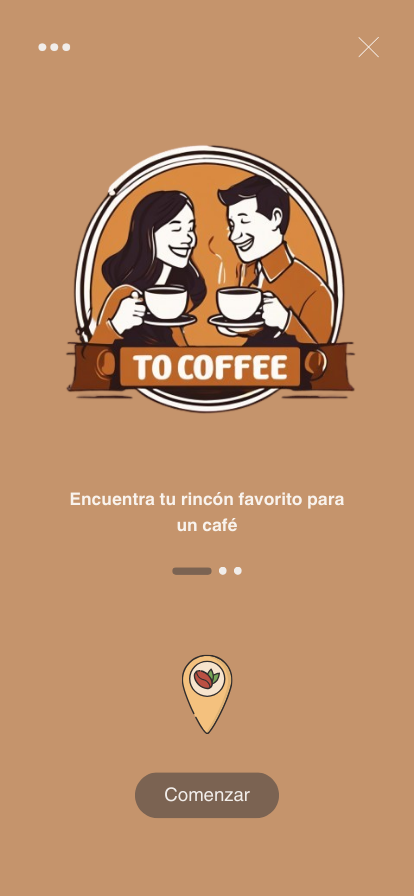 TO COFFEE
Encuentra tu rincón favorito para
un café
Comenzar